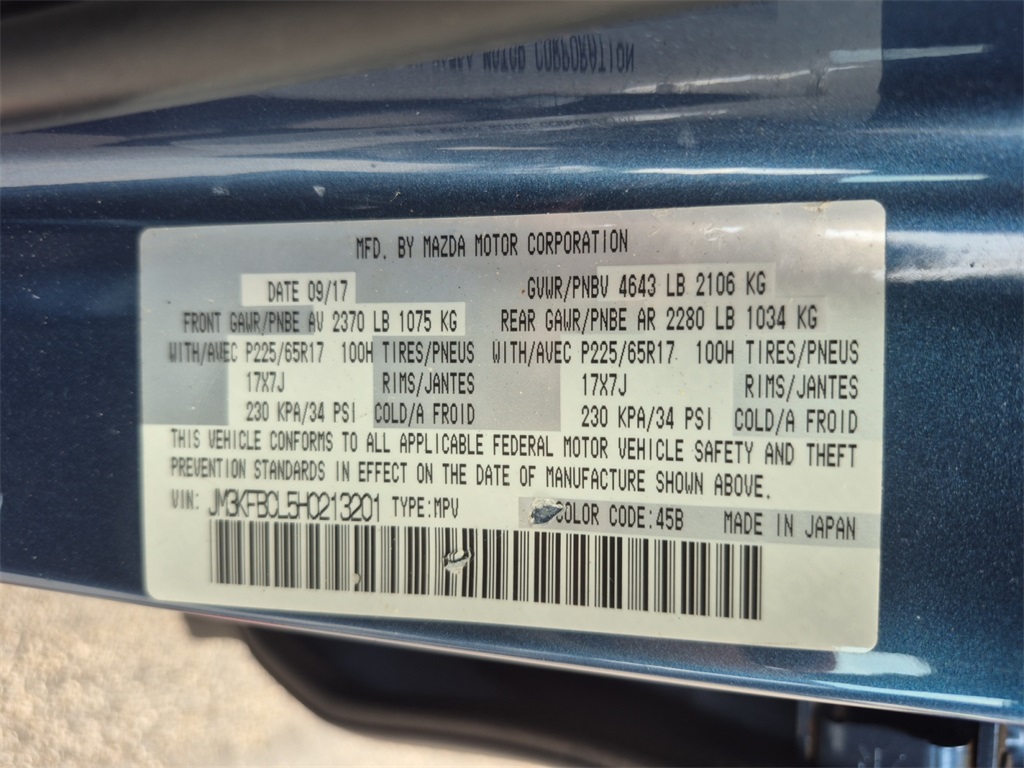 MFD. BY MAZDA MOTOR CORPORATION
DATE 09/17 GVWR/PNBV 4643 LB 2106 KG
FRONT GAWR/PNBE AV 2370 LB 1075 KG REAR GAWR/PNBE AR 2280 LB 1034 KG
WITH/AVEC P225/65R17 100H TIRES/PNEUS WITH/AVEC P225/65R17 100H TIRES/PNEUS
17X7J RIMS/JANTES 17X7J RIMS/JANTES
230 KPA/34 PSI COLD/A FROID 230 KPA/34 PSI COLD/A FROID
THIS VEHICLE CONFORMS TO ALL APPLICABLE FEDERAL MOTOR VEHICLE SAFETY AND THEFT
PREVENTION STANDARDS IN EFFECT ON THE DATE OF MANUFACTURE SHOWN ABOVE.
VIN: JM3KFBCL5H0213201 TYPE:MPV COLOR CODE:45B MADE IN JAPAN